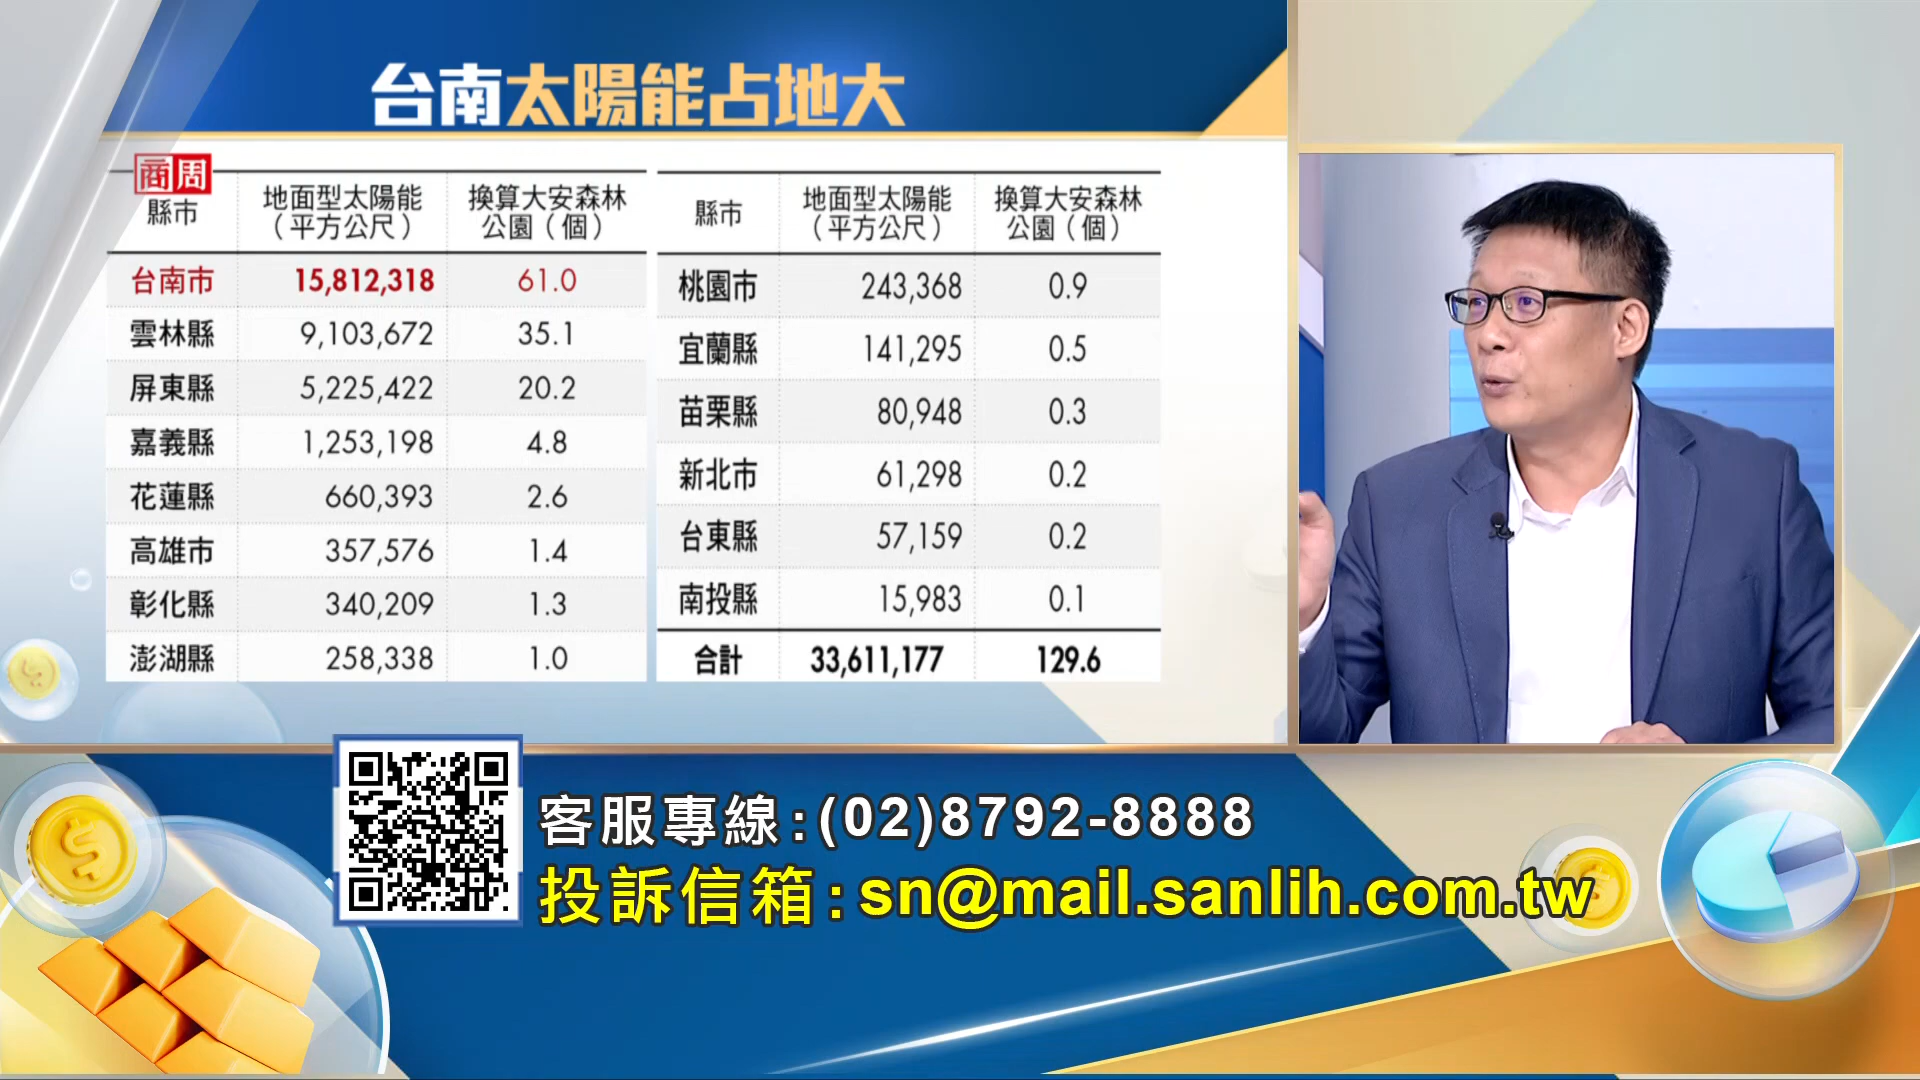 台南太陽能占地大
商周
縣市 地面型太陽能（平方公尺） 換算大安森林公園（個）
台南市 15,812,318 61.0
雲林縣 9,103,672 35.1
屏東縣 5,225,422 20.2
嘉義縣 1,253,198 4.8
花蓮縣 660,393 2.6
高雄市 357,576 1.4
彰化縣 340,209 1.3
澎湖縣 258,338 1.0
縣市 地面型太陽能（平方公尺） 換算大安森林公園（個）
桃園市 243,368 0.9
宜蘭縣 141,295 0.5
苗栗縣 80,948 0.3
新北市 61,298 0.2
台東縣 57,159 0.2
南投縣 15,983 0.1
合計 33,611,177 129.6
客服專線:(02)8792-8888
投訴信箱:sn@mail.sanlih.com.tw